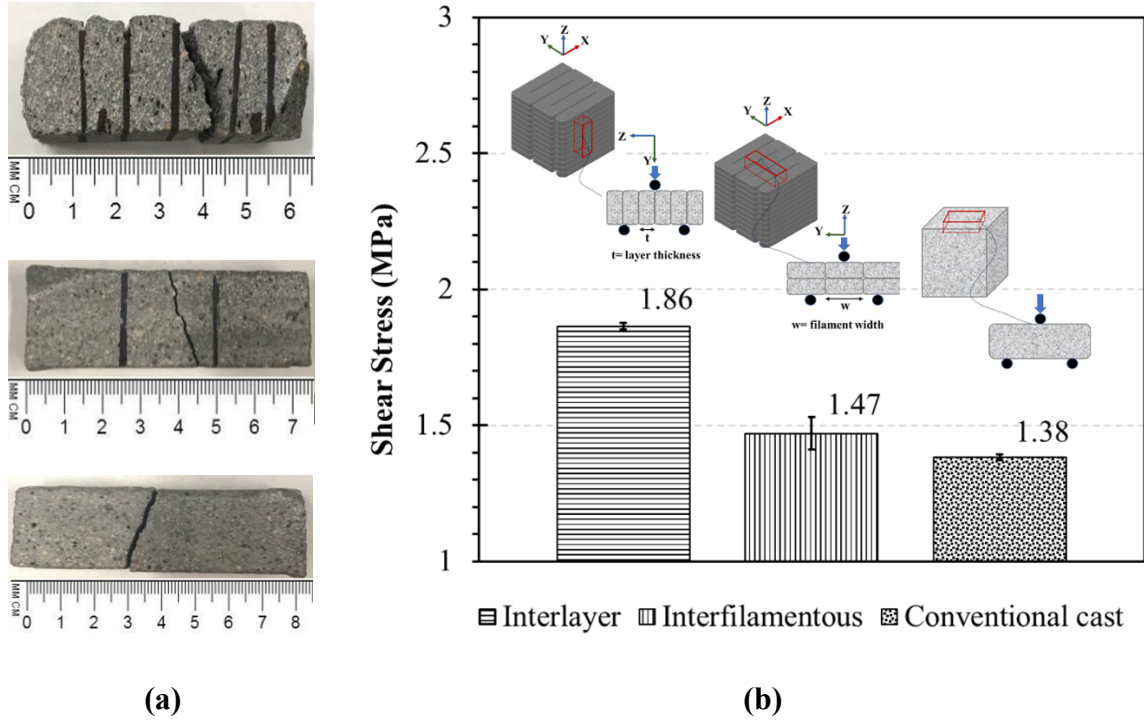 MM CM
0 1 2 3 4 5 6
MM CM
0 1 2 3 4 5 6 7
MM CM
0 1 2 3 4 5 6 7 8
(a)
Shear Stress (MPa)
3
2.5
2
1.5
1
Z
Y X
Z
Y
t
t= layer thickness
Z
Y X
Z
Y
w
w= filament width
1.86
1.47
1.38
Interlayer Interfilamentous Conventional cast
(b)